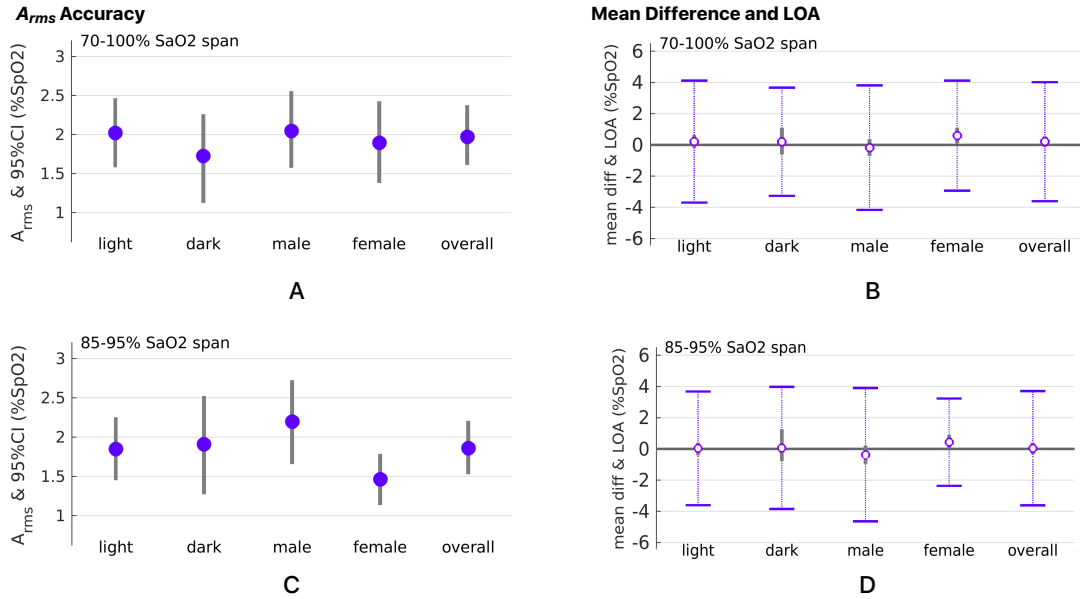 Arms Accuracy
70-100% SaO2 span
Arms & 95%CI (%SpO2)
3
2.5
2
1.5
1
light dark male female overall
A
Mean Difference and LOA
70-100% SaO2 span
mean diff & LOA (%SpO2)
6
4
2
0
-2
-4
-6
light dark male female overall
B
85-95% SaO2 span
Arms & 95%CI (%SpO2)
3
2.5
2
1.5
1
light dark male female overall
C
85-95% SaO2 span
mean diff & LOA (%SpO2)
6
4
2
0
-2
-4
-6
light dark male female overall
D